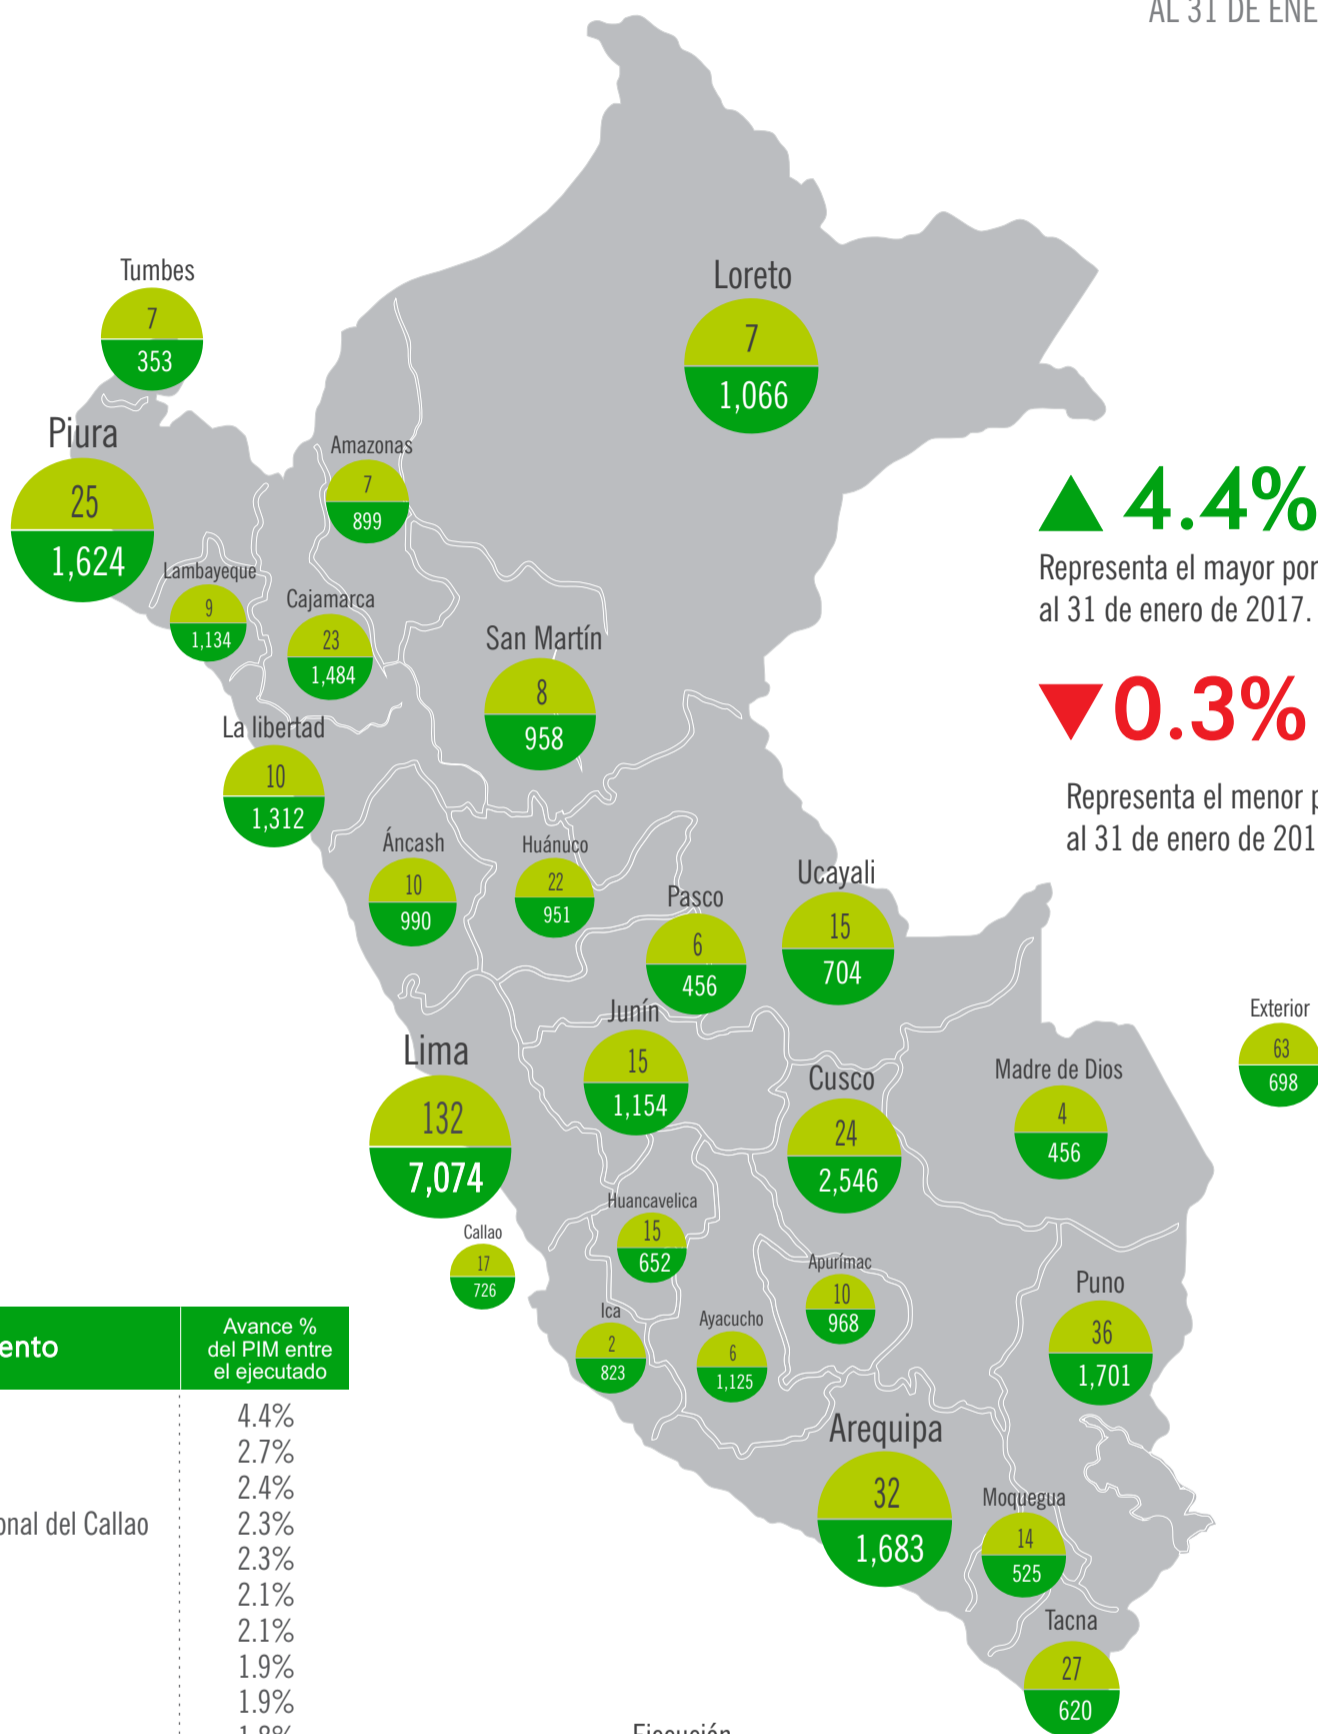 AL 31 DE ENE
Tumbes
7
353
Loreto
7
1,066
Piura
25
1,624
Amazonas
7
899
4.4%
Representa el mayor por
al 31 de enero de 2017.
Lambayeque
9
1,134
Cajamarca
23
1,484
San Martín
8
958
0.3%
Representa el menor p
al 31 de enero de 201
La libertad
10
1,312
Áncash
10
990
Huánuco
22
951
Pasco
6
456
Ucayali
15
704
Exterior
63
698
Junín
15
1,154
Lima
132
7,074
Cusco
24
2,546
Madre de Dios
4
456
Huancavelica
15
652
Callao
17
726
Apurímac
10
968
Puno
36
1,701
Ica
2
823
Ayacucho
6
1,125
Arequipa
32
1,683
Moquegua
14
525
Tacna
27
620
ento
Avance %
del PIM entre
el ejecutado
4.4%
2.7%
2.4%
onal del Callao 2.3%
2.3%
2.1%
2.1%
1.9%
1.9%
1.8%
Ejecución